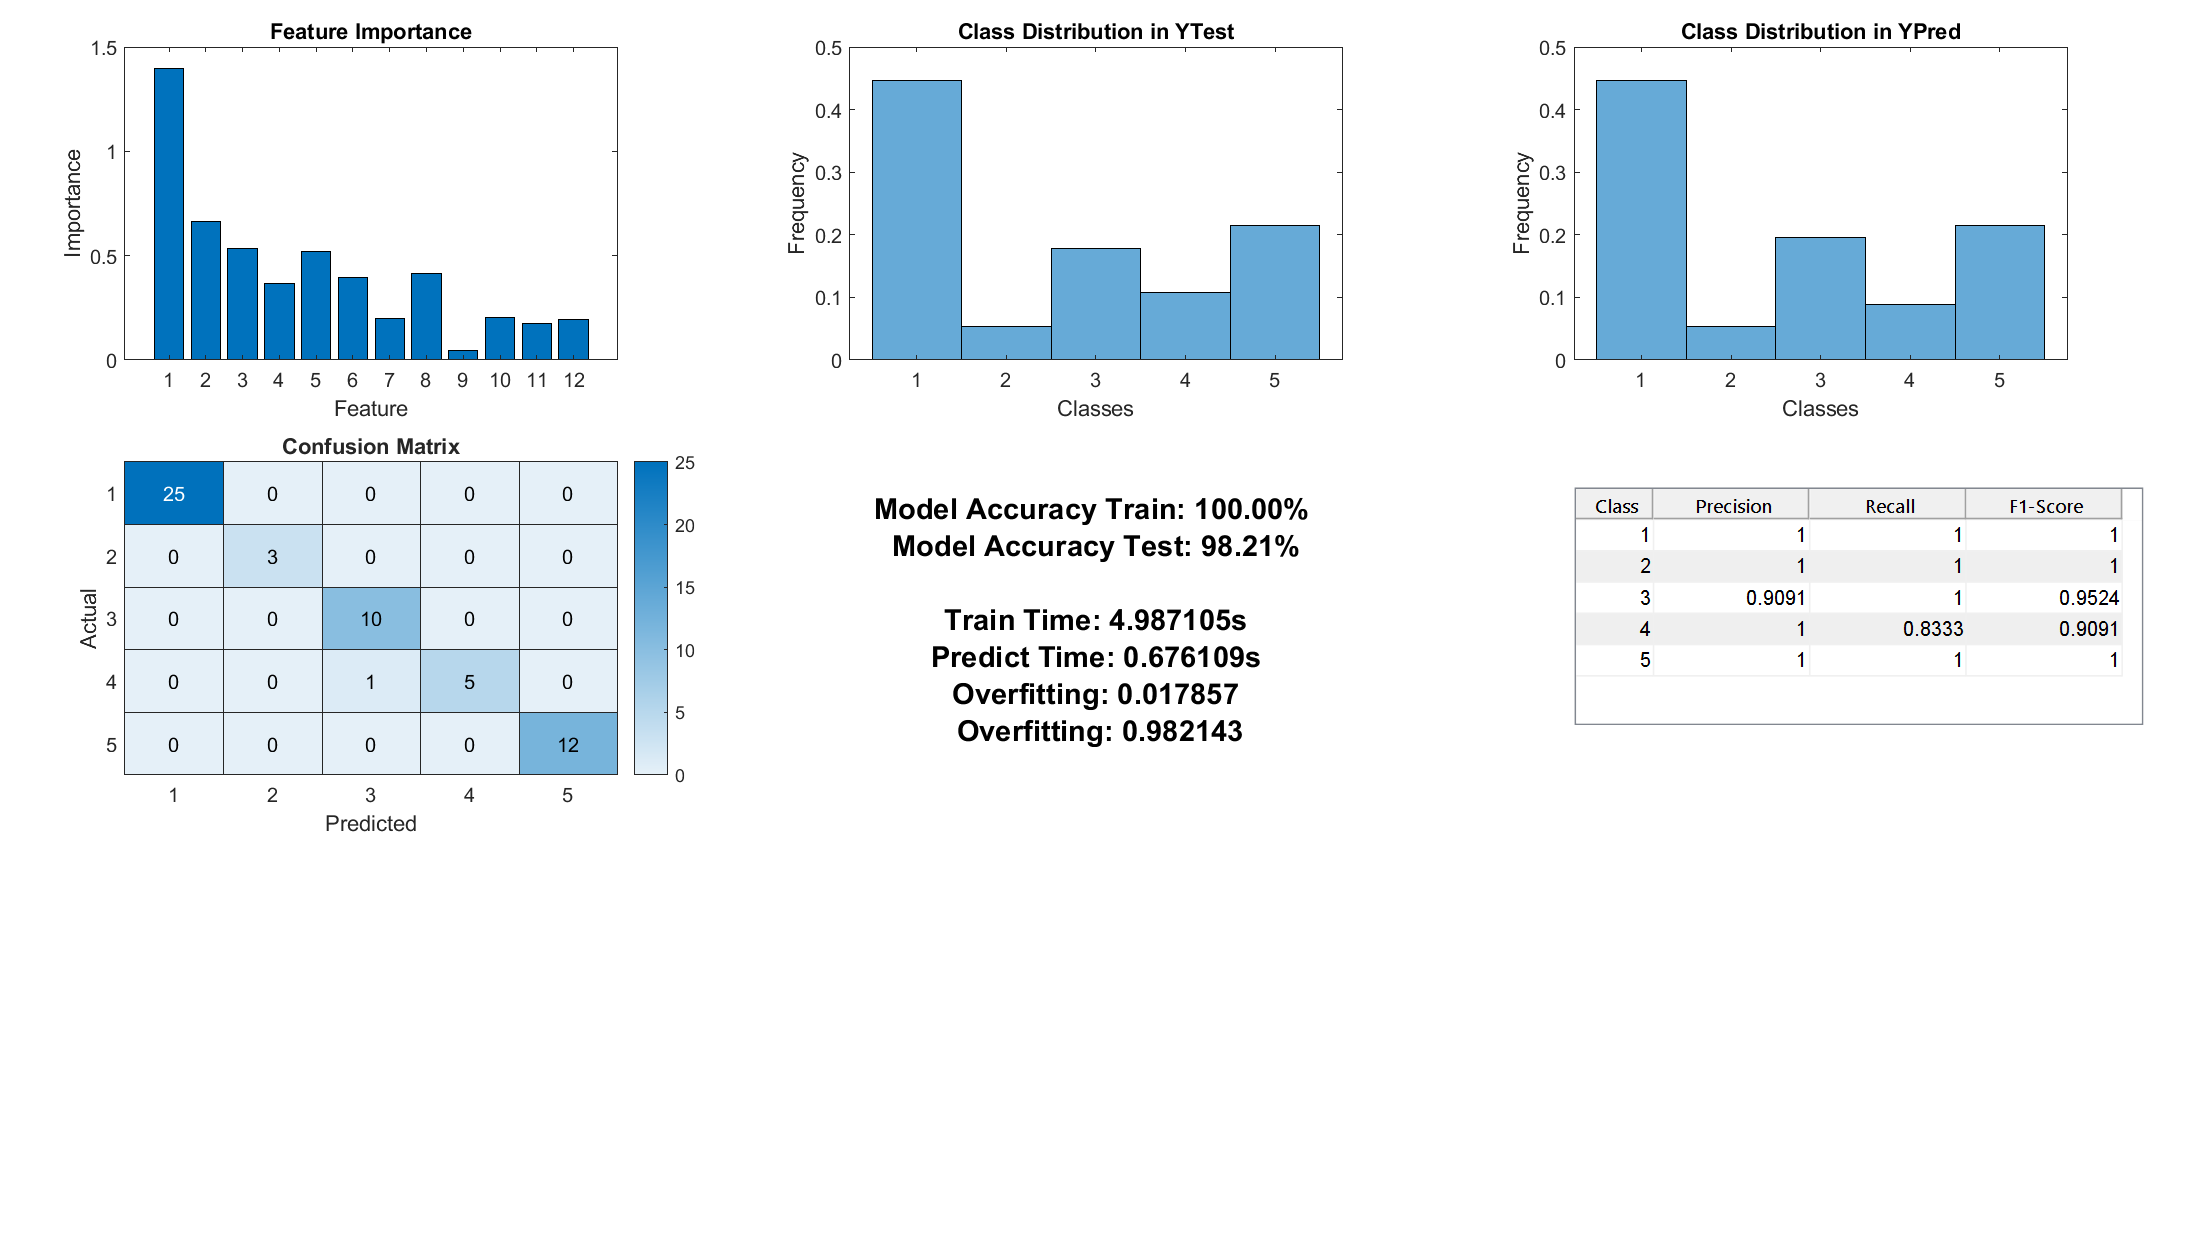 Feature Importance
1.5
1
0.5
0
Importance
1 2 3 4 5 6 7 8 9 10 11 12
Feature
Class Distribution in YTest
0.5
0.4
0.3
0.2
0.1
0
Frequency
1 2 3 4 5
Classes
Class Distribution in YPred
0.5
0.4
0.3
0.2
0.1
0
Frequency
1 2 3 4 5
Classes
Confusion Matrix
Actual
1 25 0 0 0 0
2 0 3 0 0 0
3 0 0 10 0 0
4 0 0 1 5 0
5 0 0 0 0 12
1 2 3 4 5
Predicted
25
20
15
10
5
0
Model Accuracy Train: 100.00%
Model Accuracy Test: 98.21%
Train Time: 4.987105s
Predict Time: 0.676109s
Overfitting: 0.017857
Overfitting: 0.982143
Class Precision Recall F1-Score
1 1 1 1
2 1 1 1
3 0.9091 1 0.9524
4 1 0.8333 0.9091
5 1 1 1